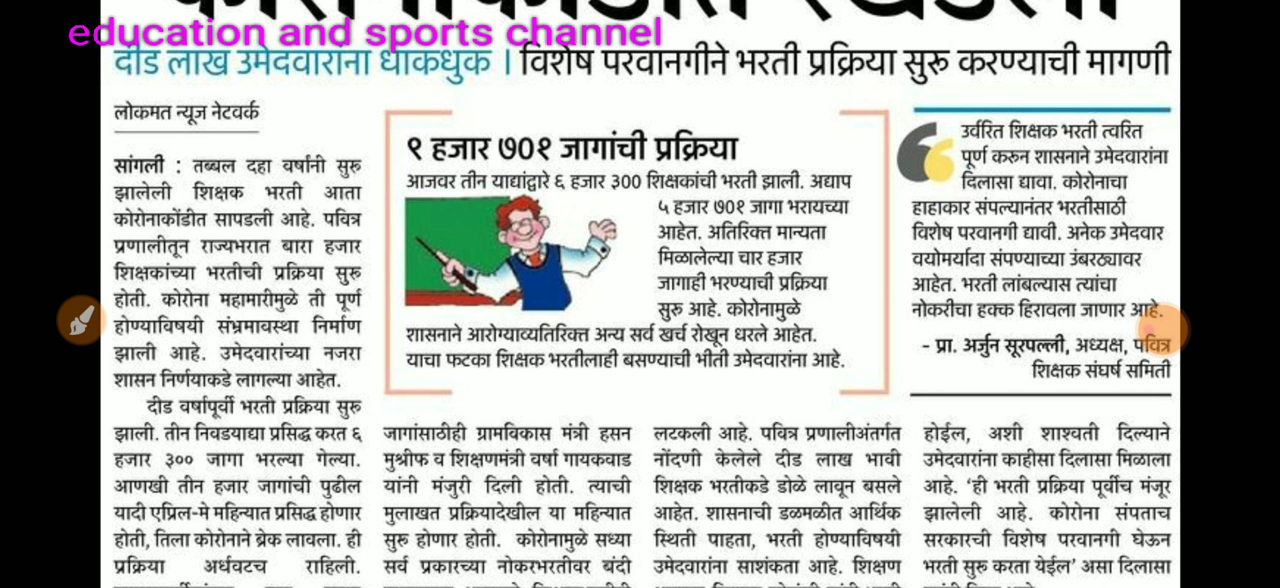 education and sports channel
दीड लाख उमेदवारांना धाकधुक | विशेष परवानगीने भरती प्रक्रिया सुरू करण्याची मागणी
लोकमत न्यूज नेटवर्क
सांगली : तब्बल दहा वर्षांनी सुरू
झालेली शिक्षक भरती आता
कोरोनाकोंडीत सापडली आहे. पवित्र
प्रणालीतून राज्यभरात बारा हजार
शिक्षकांच्या भरतीची प्रक्रिया सुरू
होती. कोरोना महामारीमुळे ती पूर्ण
होण्याविषयी संभ्रमावस्था निर्माण
झाली आहे. उमेदवारांच्या नजरा
शासन निर्णयाकडे लागल्या आहेत.
दीड वर्षापूर्वी भरती प्रक्रिया सुरू
झाली. तीन निवडयाद्या प्रसिद्ध करत ६
हजार ३०० जागा भरल्या गेल्या.
आणखी तीन हजार जागांची पुढील
यादी एप्रिल-मे महिन्यात प्रसिद्ध होणार
होती, तिला कोरोनाने ब्रेक लावला. ही
प्रक्रिया अर्धवटच राहिली.
९ हजार ७०१ जागांची प्रक्रिया
आजवर तीन याद्यांद्वारे ६ हजार ३०० शिक्षकांची भरती झाली. अद्याप
५ हजार ७०१ जागा भरायच्या
आहेत. अतिरिक्त मान्यता
मिळालेल्या चार हजार
जागाही भरण्याची प्रक्रिया
सुरू आहे. कोरोनामुळे
शासनाने आरोग्याव्यतिरिक्त अन्य सर्व खर्च रोखून धरले आहेत.
याचा फटका शिक्षक भरतीलाही बसण्याची भीती उमेदवारांना आहे.
उर्वरित शिक्षक भरती त्वरित
पूर्ण करून शासनाने उमेदवारांना
दिलासा द्यावा. कोरोनाचा
हाहाकार संपल्यानंतर भरतीसाठी
विशेष परवानगी द्यावी. अनेक उमेदवार
वयोमर्यादा संपण्याच्या उंबरठ्यावर
आहेत. भरती लांबल्यास त्यांचा
नोकरीचा हक्क हिरावला जाणार आहे.
- प्रा. अर्जुन सूरपल्ली, अध्यक्ष, पवित्र
शिक्षक संघर्ष समिती
जागांसाठीही ग्रामविकास मंत्री हसन
मुश्रीफ व शिक्षणमंत्री वर्षा गायकवाड
यांनी मंजुरी दिली होती. त्याची
मुलाखत प्रक्रियादेखील या महिन्यात
सुरू होणार होती. कोरोनामुळे सध्या
सर्व प्रकारच्या नोकरभरतीवर बंदी
लटकली आहे. पवित्र प्रणालीअंतर्गत
नोंदणी केलेले दीड लाख भावी
शिक्षक भरतीकडे डोळे लावून बसले
आहेत. शासनाची डळमळीत आर्थिक
स्थिती पाहता, भरती होण्याविषयी
उमेदवारांना साशंकता आहे. शिक्षण
होईल, अशी शाश्वती दिल्याने
उमेदवारांना काहीसा दिलासा मिळाला
आहे. 'ही भरती प्रक्रिया पूर्वीच मंजूर
झालेली आहे. कोरोना संपताच
सरकारची विशेष परवानगी घेऊन
भरती सुरू करता येईल' असा दिलासा